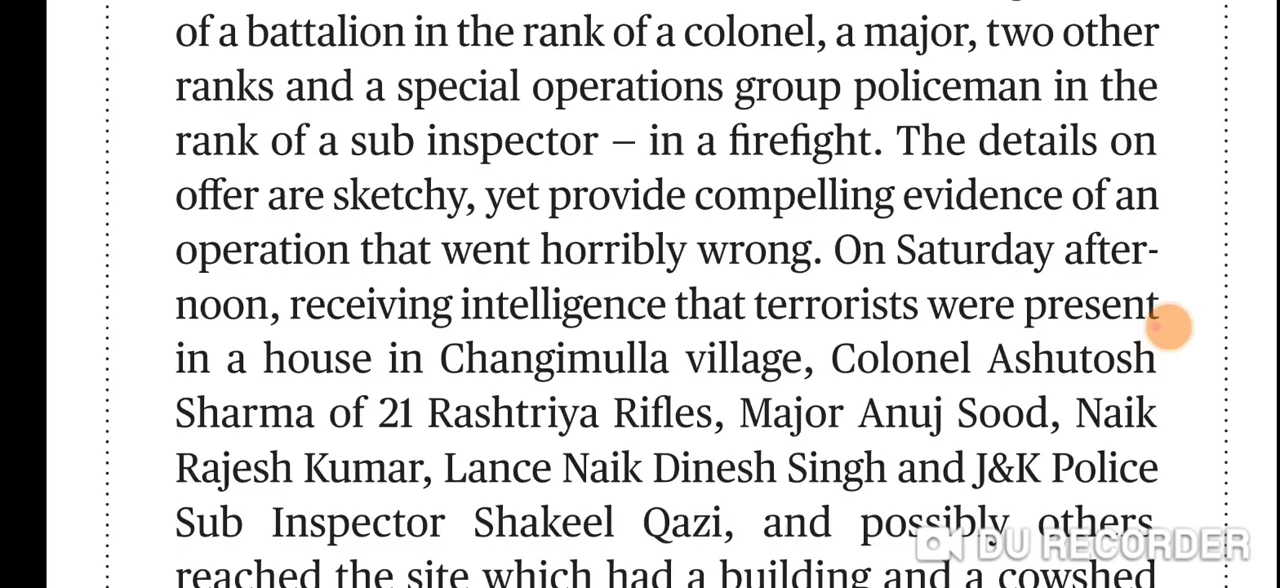 of a battalion in the rank of a colonel, a major, two other
ranks and a special operations group policeman in the
rank of a sub inspector – in a firefight. The details on
offer are sketchy, yet provide compelling evidence of an
operation that went horribly wrong. On Saturday after-
noon, receiving intelligence that terrorists were present
in a house in Changimulla village, Colonel Ashutosh
Sharma of 21 Rashtriya Rifles, Major Anuj Sood, Naik
Rajesh Kumar, Lance Naik Dinesh Singh and J&K Police
Sub Inspector Shakeel Qazi, and possibly others
DU RECORDER
reached the site which had a building and a cowshed